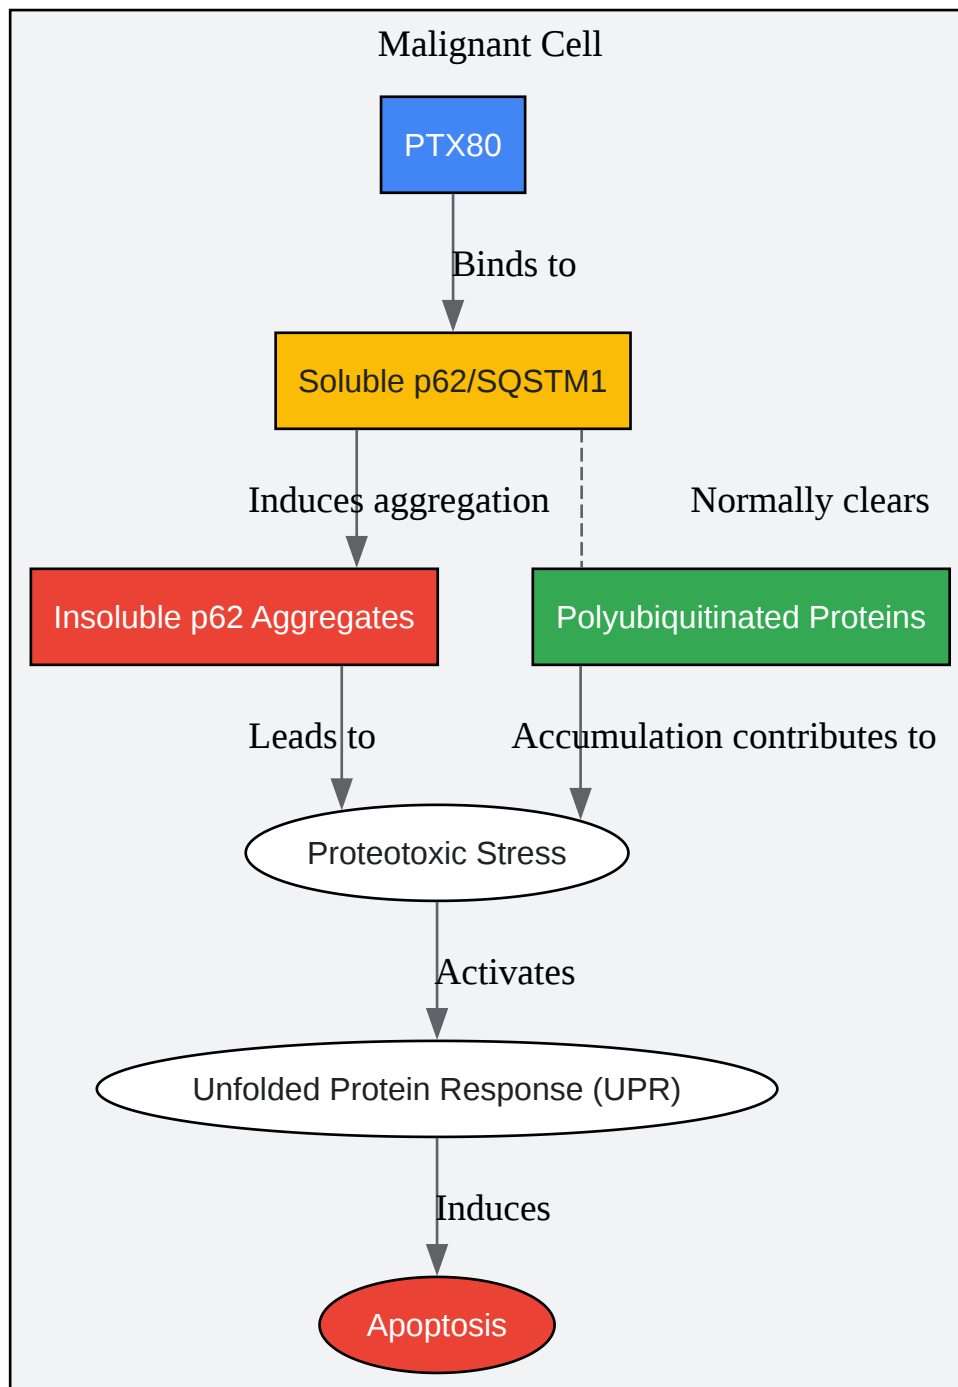 Malignant Cell
PTX80
Binds to
Soluble p62/SQSTM1
Induces aggregation
Normally clears
Insoluble p62 Aggregates
Polyubiquitinated Proteins
Leads to
Accumulation contributes to
Proteotoxic Stress
Activates
Unfolded Protein Response (UPR)
Induces
Apoptosis